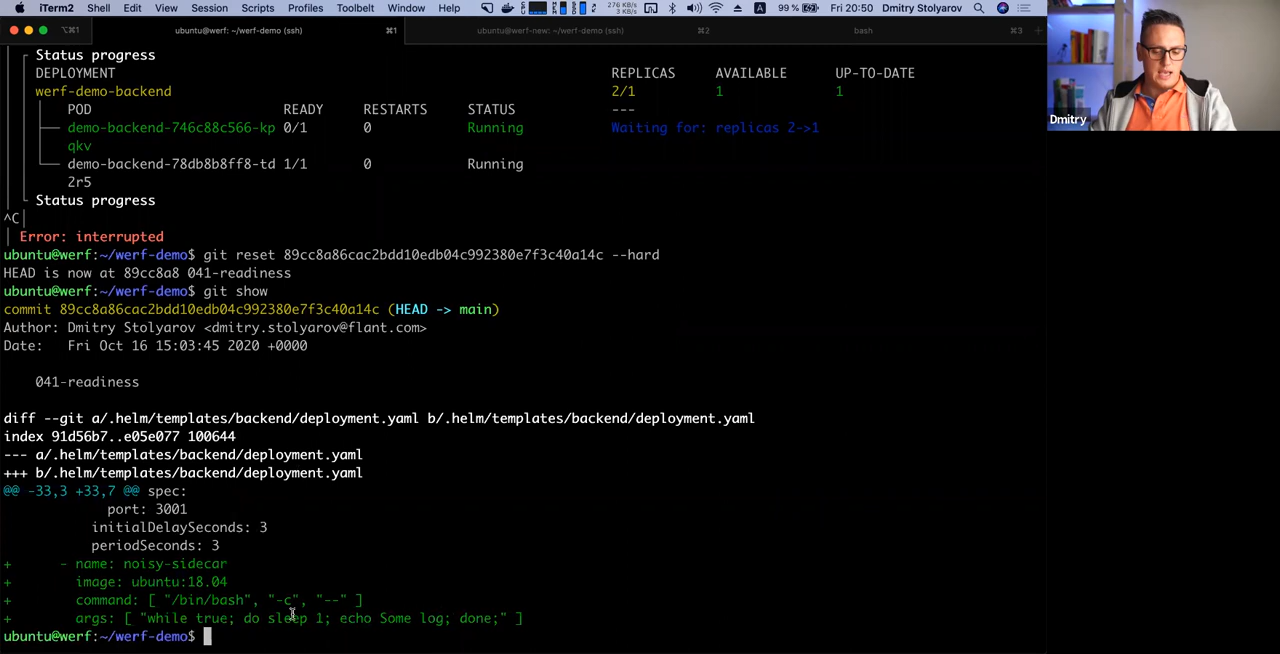 iTerm2 Shell Edit View Session Scripts Profiles Toolbelt Window Help 276 KB/s 3 KB/s A 99 % Fri 20:50 Dmitry Stolyarov
⌥⌘1 ubuntu@werf: ~/werf-demo (ssh) ⌘1 ubuntu@werf-new: ~/werf-demo (ssh) ⌘2 bash ⌘3 +
Status progress
DEPLOYMENT REPLICAS AVAILABLE UP-TO-DATE
werf-demo-backend 2/1 1 1
POD READY RESTARTS STATUS ---
demo-backend-746c88c566-kp 0/1 0 Running Waiting for: replicas 2->1
qkv
demo-backend-78db8b8ff8-td 1/1 0 Running
2r5
Status progress
^C
Error: interrupted
ubuntu@werf:~/werf-demo$ git reset 89cc8a86cac2bdd10edb04c992380e7f3c40a14c --hard
HEAD is now at 89cc8a8 041-readiness
ubuntu@werf:~/werf-demo$ git show
commit 89cc8a86cac2bdd10edb04c992380e7f3c40a14c (HEAD -> main)
Author: Dmitry Stolyarov <dmitry.stolyarov@flant.com>
Date: Fri Oct 16 15:03:45 2020 +0000
041-readiness
diff --git a/.helm/templates/backend/deployment.yaml b/.helm/templates/backend/deployment.yaml
index 91d56b7..e05e077 100644
--- a/.helm/templates/backend/deployment.yaml
+++ b/.helm/templates/backend/deployment.yaml
@@ -33,3 +33,7 @@ spec:
port: 3001
initialDelaySeconds: 3
periodSeconds: 3
+ - name: noisy-sidecar
+ image: ubuntu:18.04
+ command: [ "/bin/bash", "-c", "--" ]
+ args: [ "while true; do sleep 1; echo Some log; done;" ]
ubuntu@werf:~/werf-demo$
Dmitry